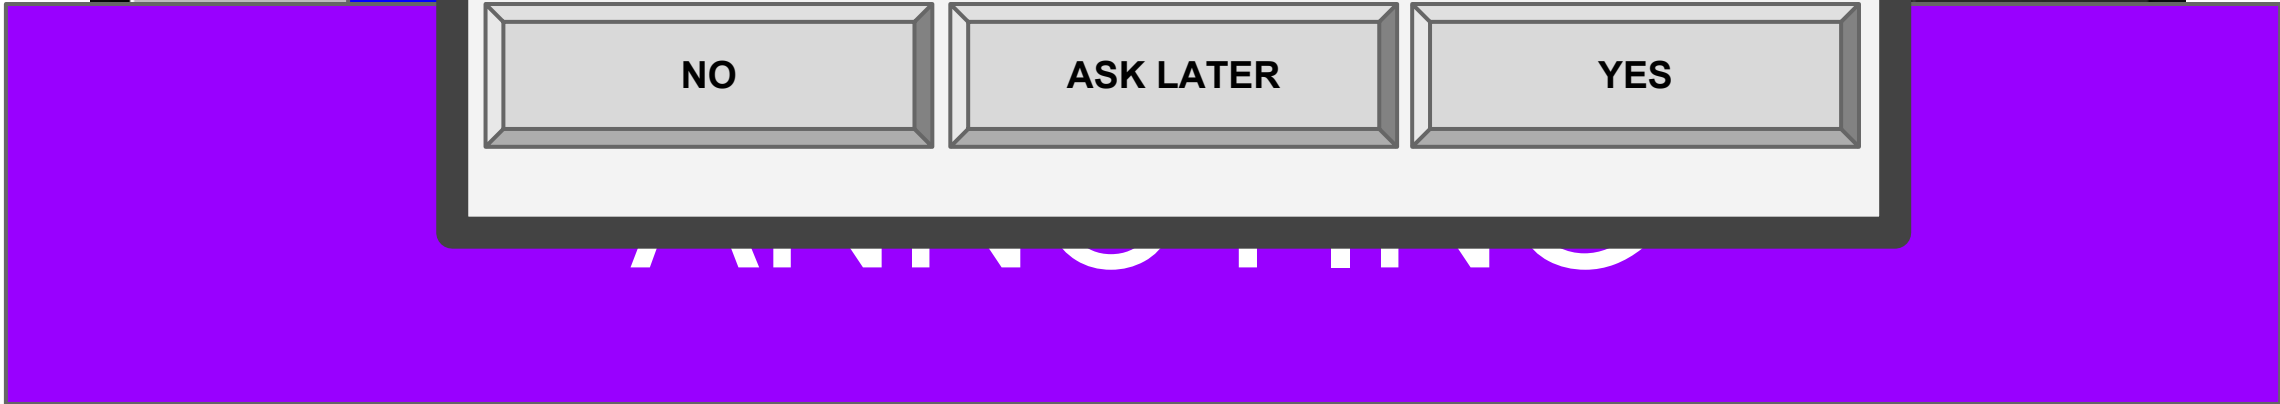 NO
ASK LATER
YES